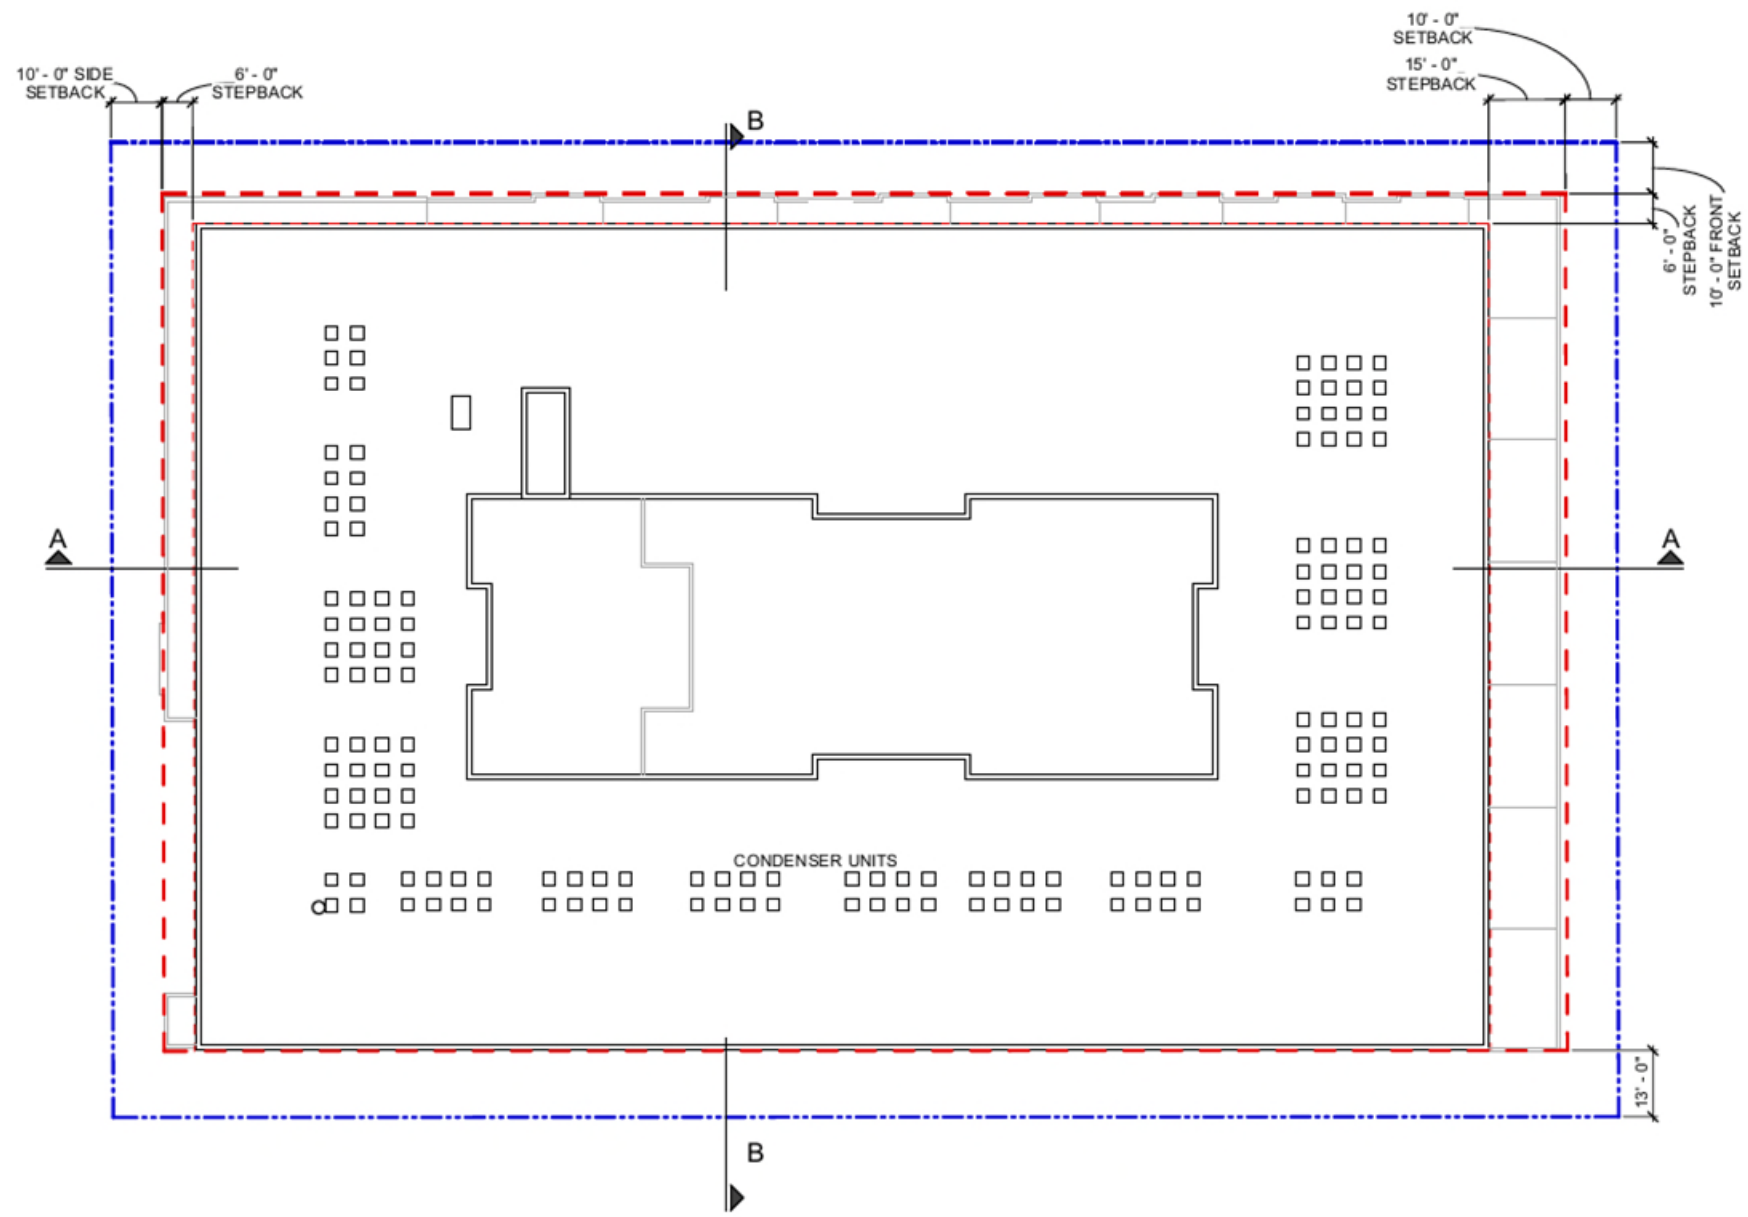 10' - 0" SIDE
SETBACK
6' - 0"
STEPBACK
10' - 0"
SETBACK
15' - 0"
STEPBACK
B
6' - 0"
STEPBACK
10' - 0" FRONT
SETBACK
A
A
CONDENSER UNITS
13' - 0"
B